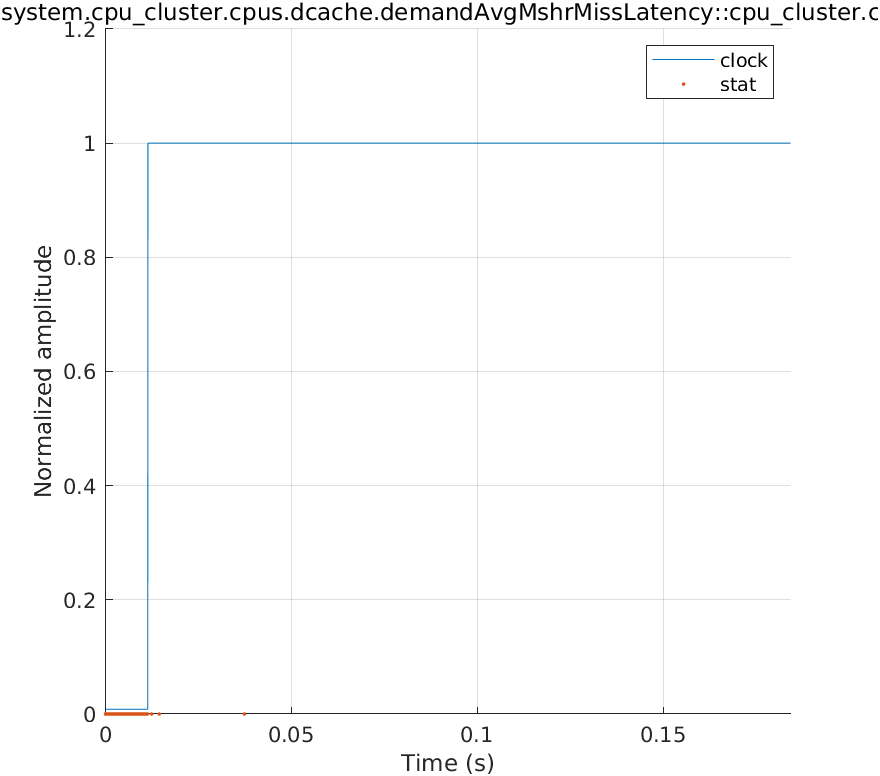 system.cpu_cluster.cpus.dcache.demandAvgMshrMissLatency::cpu_cluster.c
1.2
clock
stat
1
0.8
Normalized amplitude
0.6
0.4
0.2
0
0
0.05
0.1
0.15
Time (s)